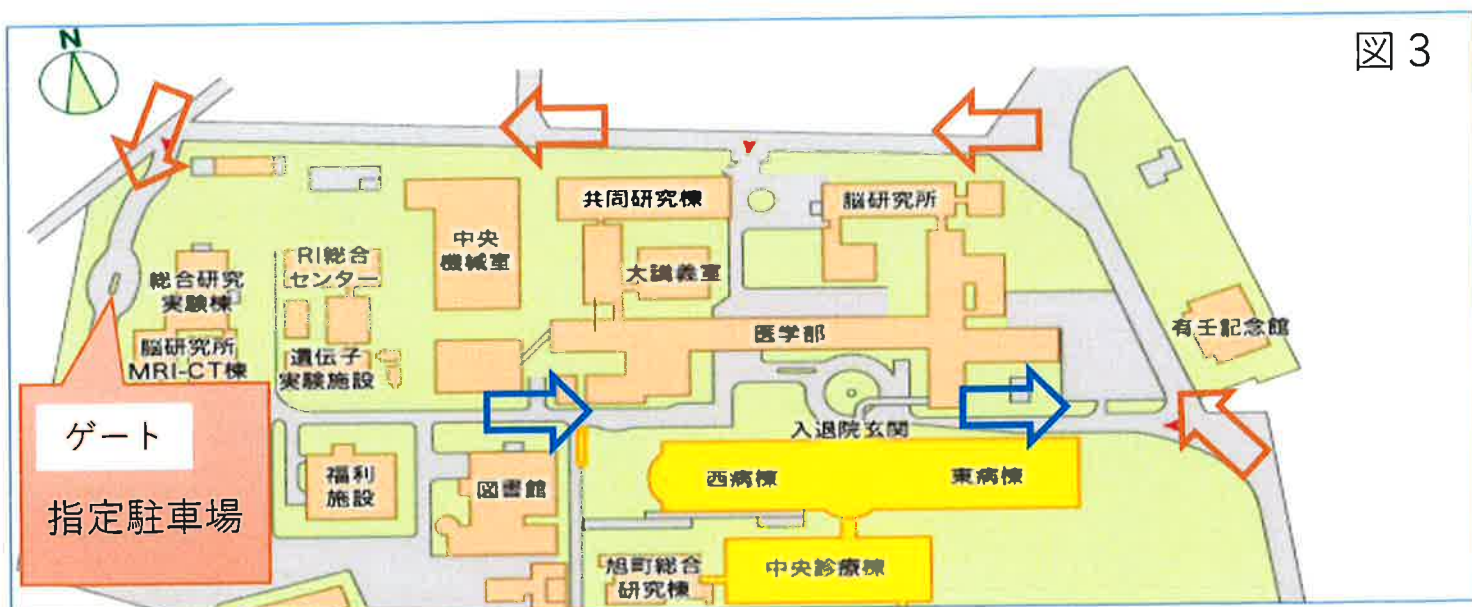 N
図3
共同研究棟
脳研究所
中央
機械室
RI総合
センター
大講義室
総合研究
実験棟
有壬記念館
医学部
脳研究所
MRI-CT棟
遺伝子
実験施設
ゲート
指定駐車場
入退院玄関
福利
施設
図書館
西病棟
東病棟
旭町総合
研究棟
中央診療棟